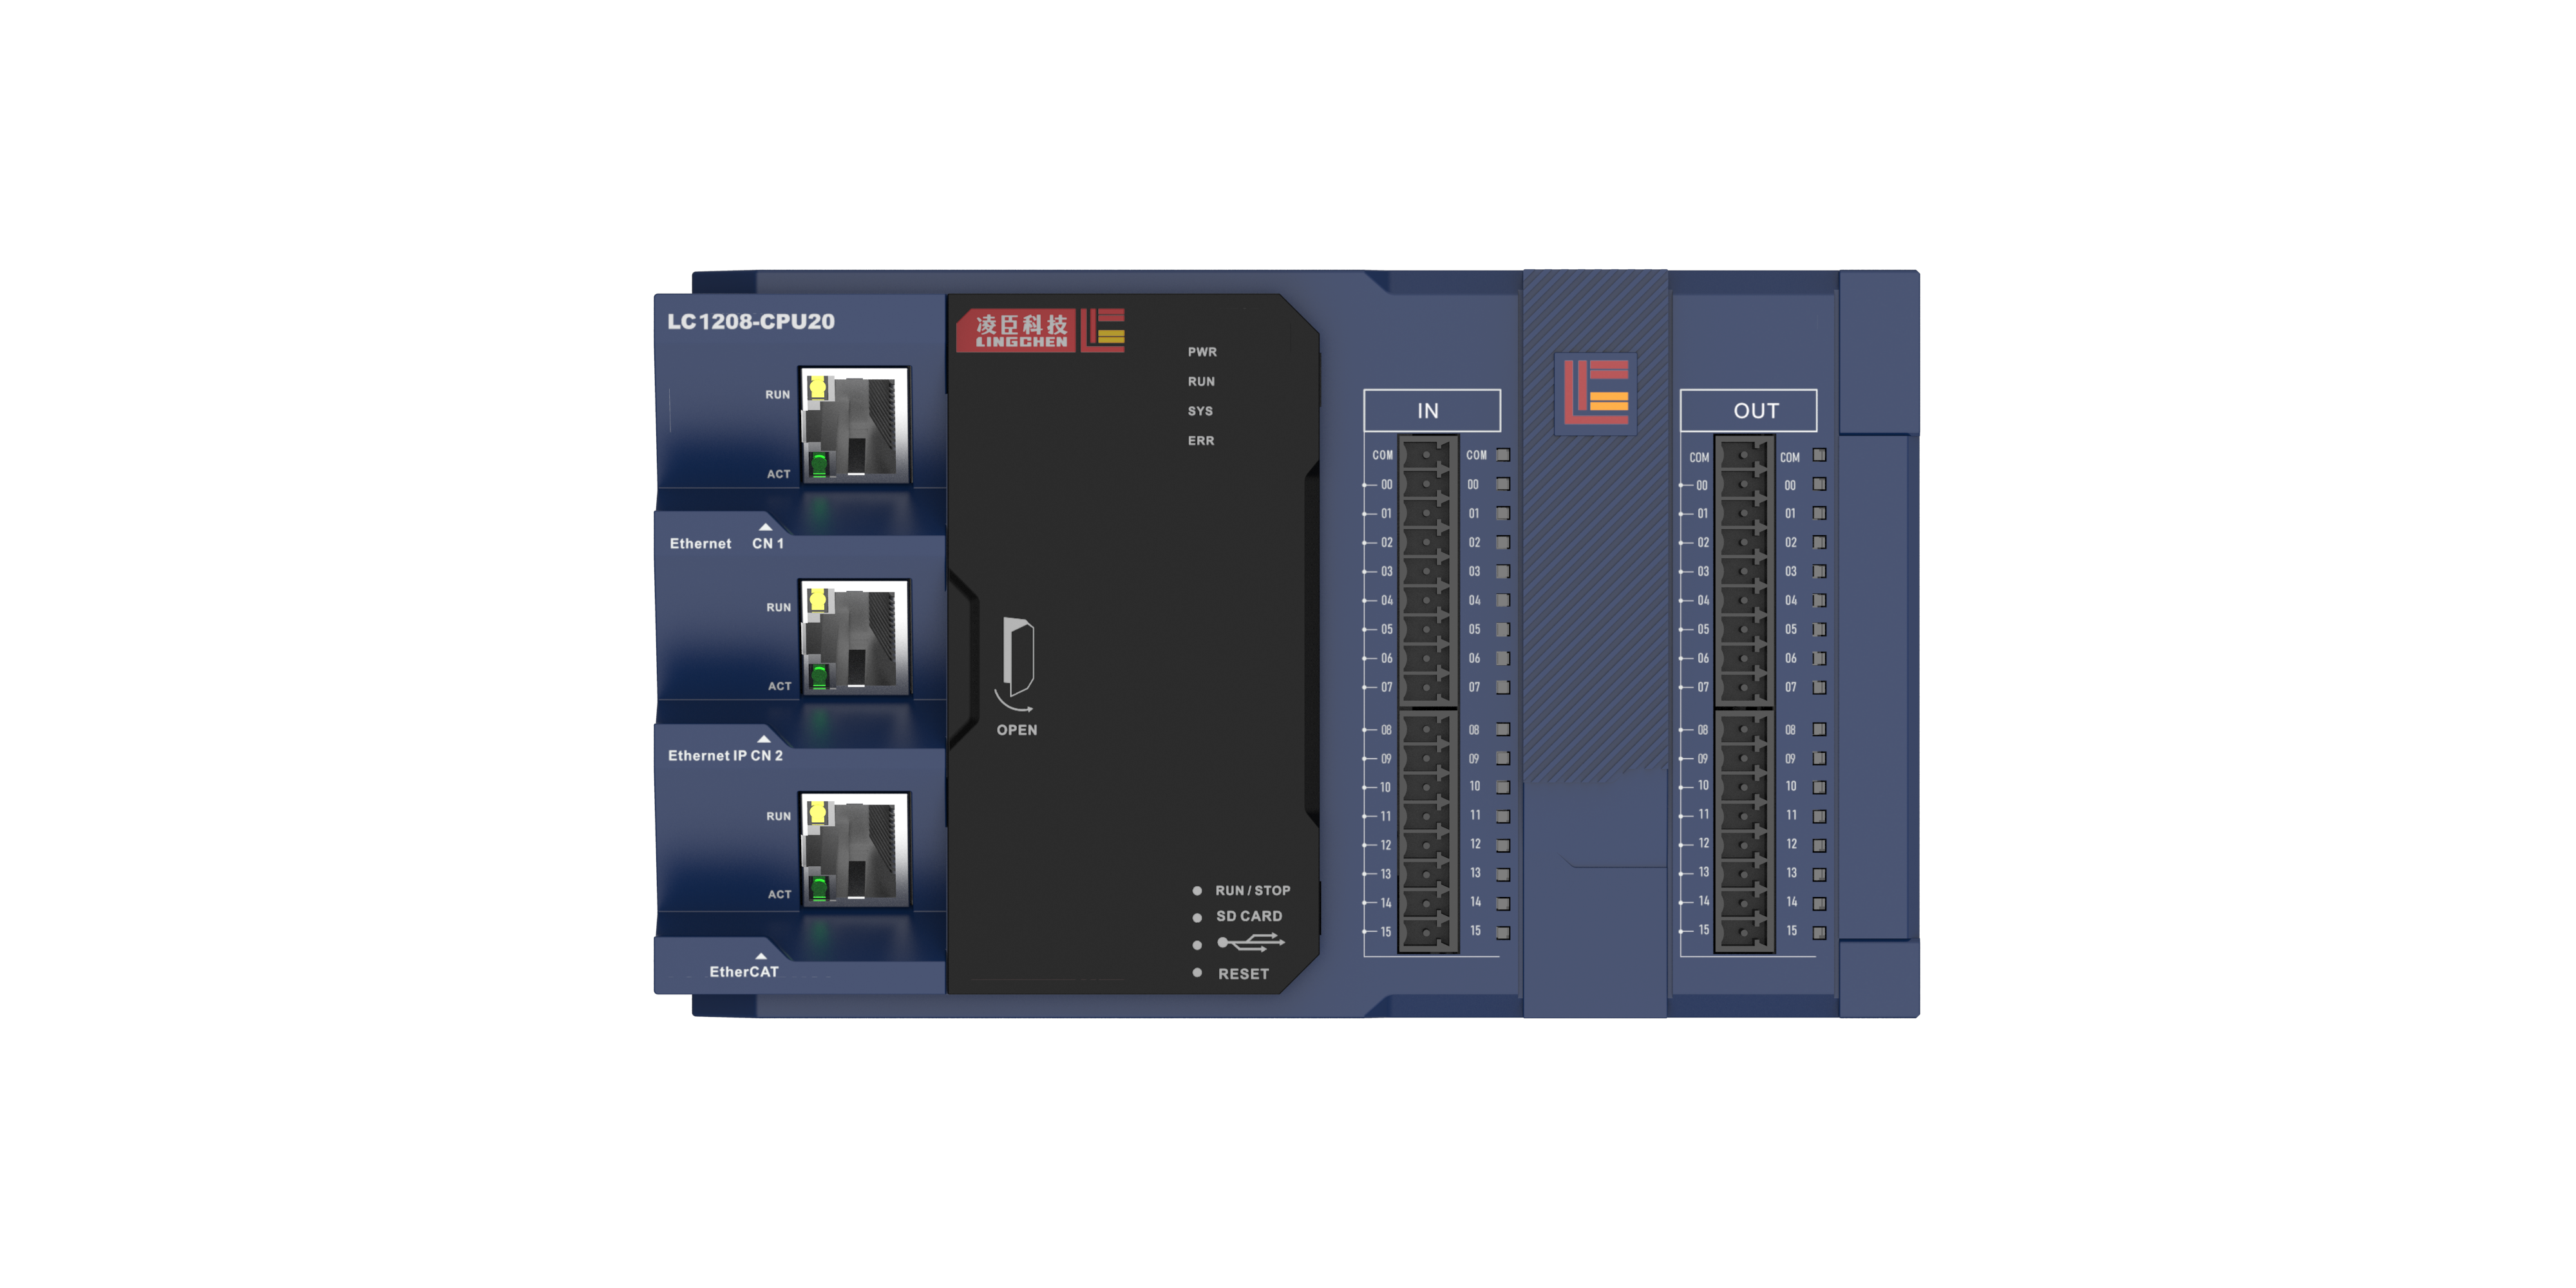 LC1208-CPU20
RUN
ACT
Ethernet CN 1
RUN
ACT
Ethernet IP CN 2
RUN
ACT
EtherCAT
凌臣科技
LINGCHEN
PWR
RUN
SYS
ERR
OPEN
RUN / STOP
SD CARD
RESET
IN
COM COM
00 00
01 01
02 02
03 03
04 04
05 05
06 06
07 07
08 08
09 09
10 10
11 11
12 12
13 13
14 14
15 15
OUT
COM COM
00 00
01 01
02 02
03 03
04 04
05 05
06 06
07 07
08 08
09 09
10 10
11 11
12 12
13 13
14 14
15 15